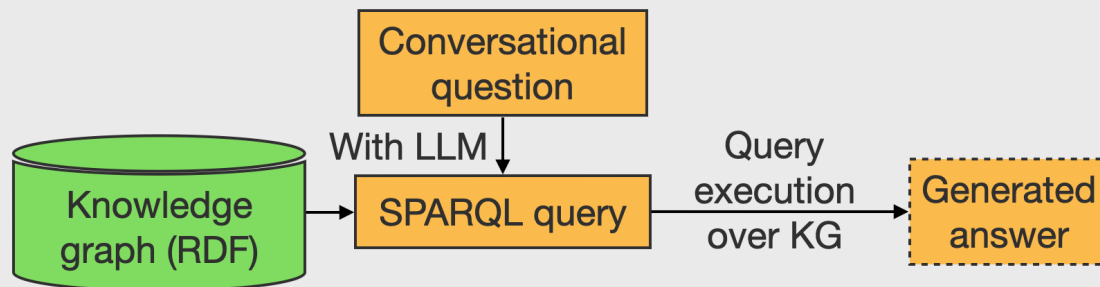 Conversational
question
With LLM
Knowledge
graph (RDF)
SPARQL query
Query
execution
over KG
Generated
answer